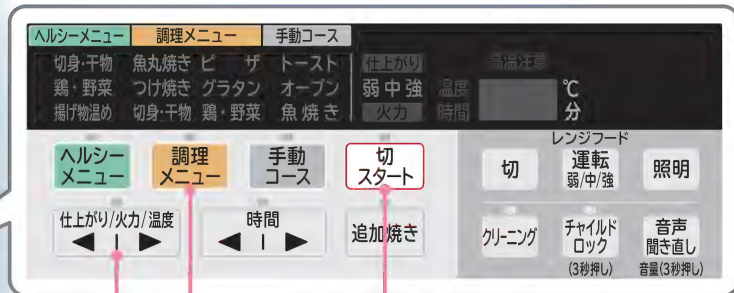 ヘルシーメニュー 調理メニュー 手動コース
切身・干物 魚丸焼き ピザ トースト 仕上がり 高温注意
鶏・野菜 つけ焼き グラタン オーブン 弱 中 強 温度 ℃
揚げ物温め 切身・干物 鶏・野菜 魚焼き 火力 時間 分
ヘルシーメニュー 調理メニュー 手動コース 切スタート
仕上がり/火力/温度 時間 追加焼き
レンジフード
切 運転 弱/中/強 照明
クリーニング チャイルドロック 音声聞き直し
(3秒押し) 音量(3秒押し)